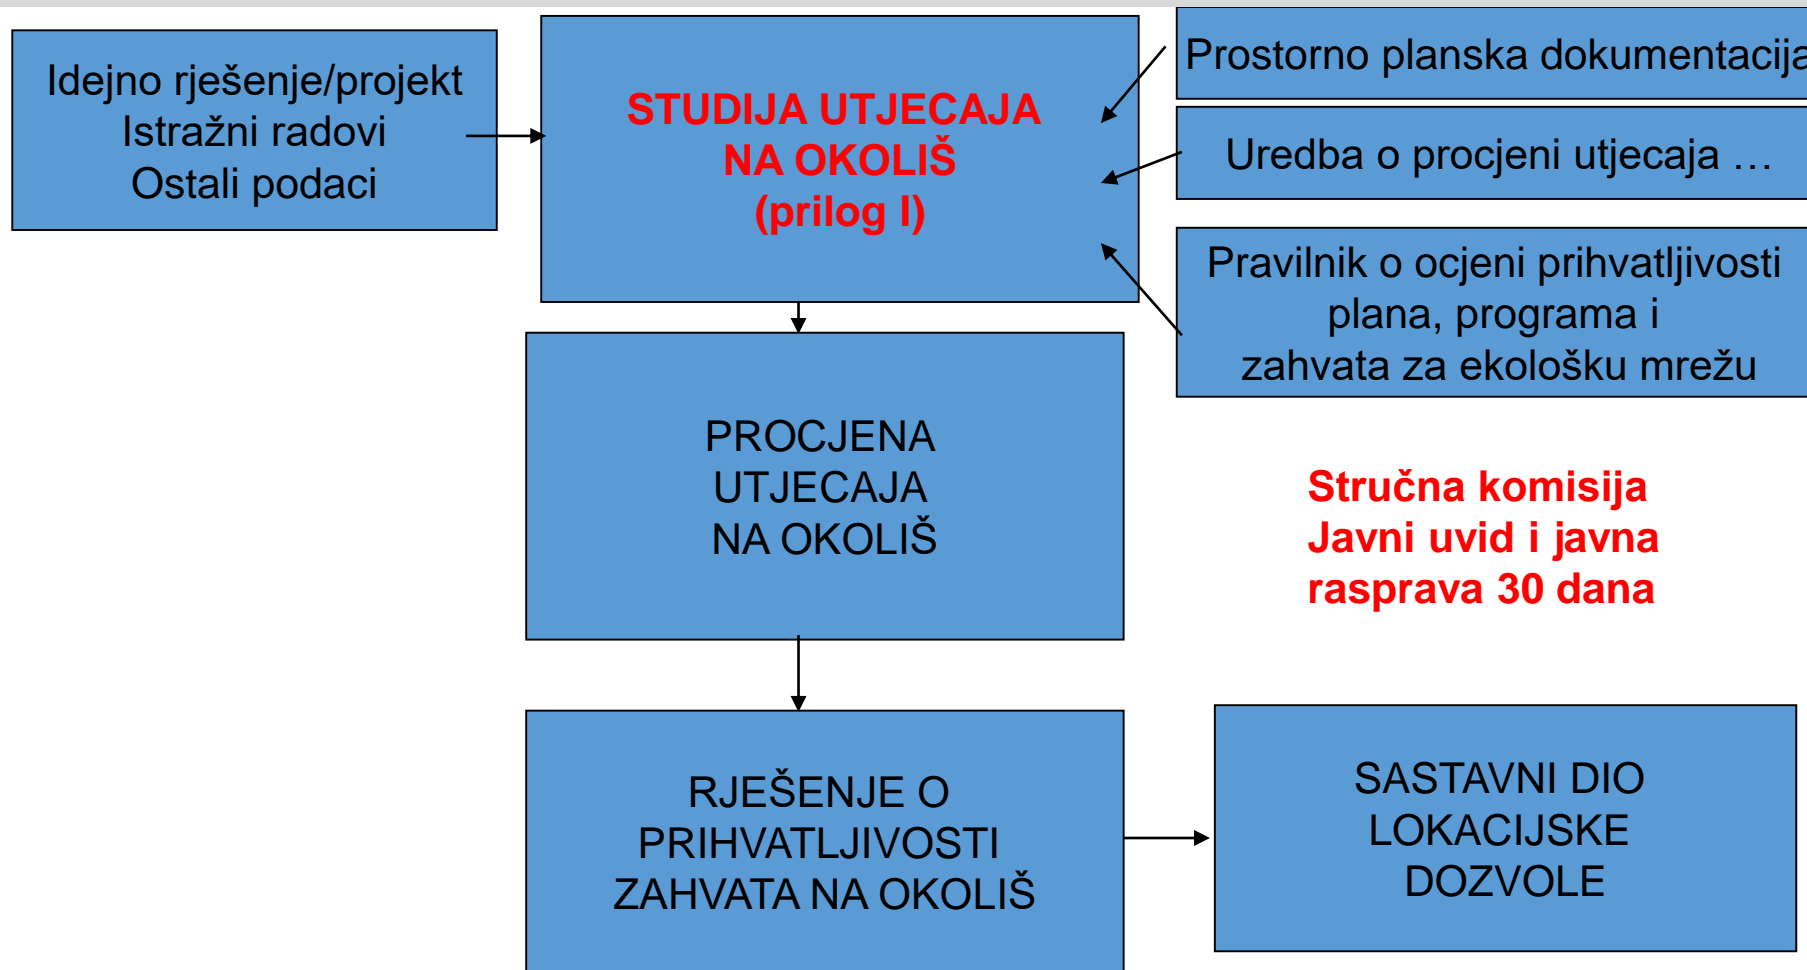 Idejno rješenje/projekt
Istražni radovi
Ostali podaci
STUDIJA UTJECAJA
NA OKOLIŠ
(prilog I)
Prostorno planska dokumentacija
Uredba o procjeni utjecaja …
Pravilnik o ocjeni prihvatljivosti
plana, programa i
zahvata za ekološku mrežu
PROCJENA
UTJECAJA
NA OKOLIŠ
Stručna komisija
Javni uvid i javna
rasprava 30 dana
RJEŠENJE O
PRIHVATLJIVOSTI
ZAHVATA NA OKOLIŠ
SASTAVNI DIO
LOKACIJSKE
DOZVOLE